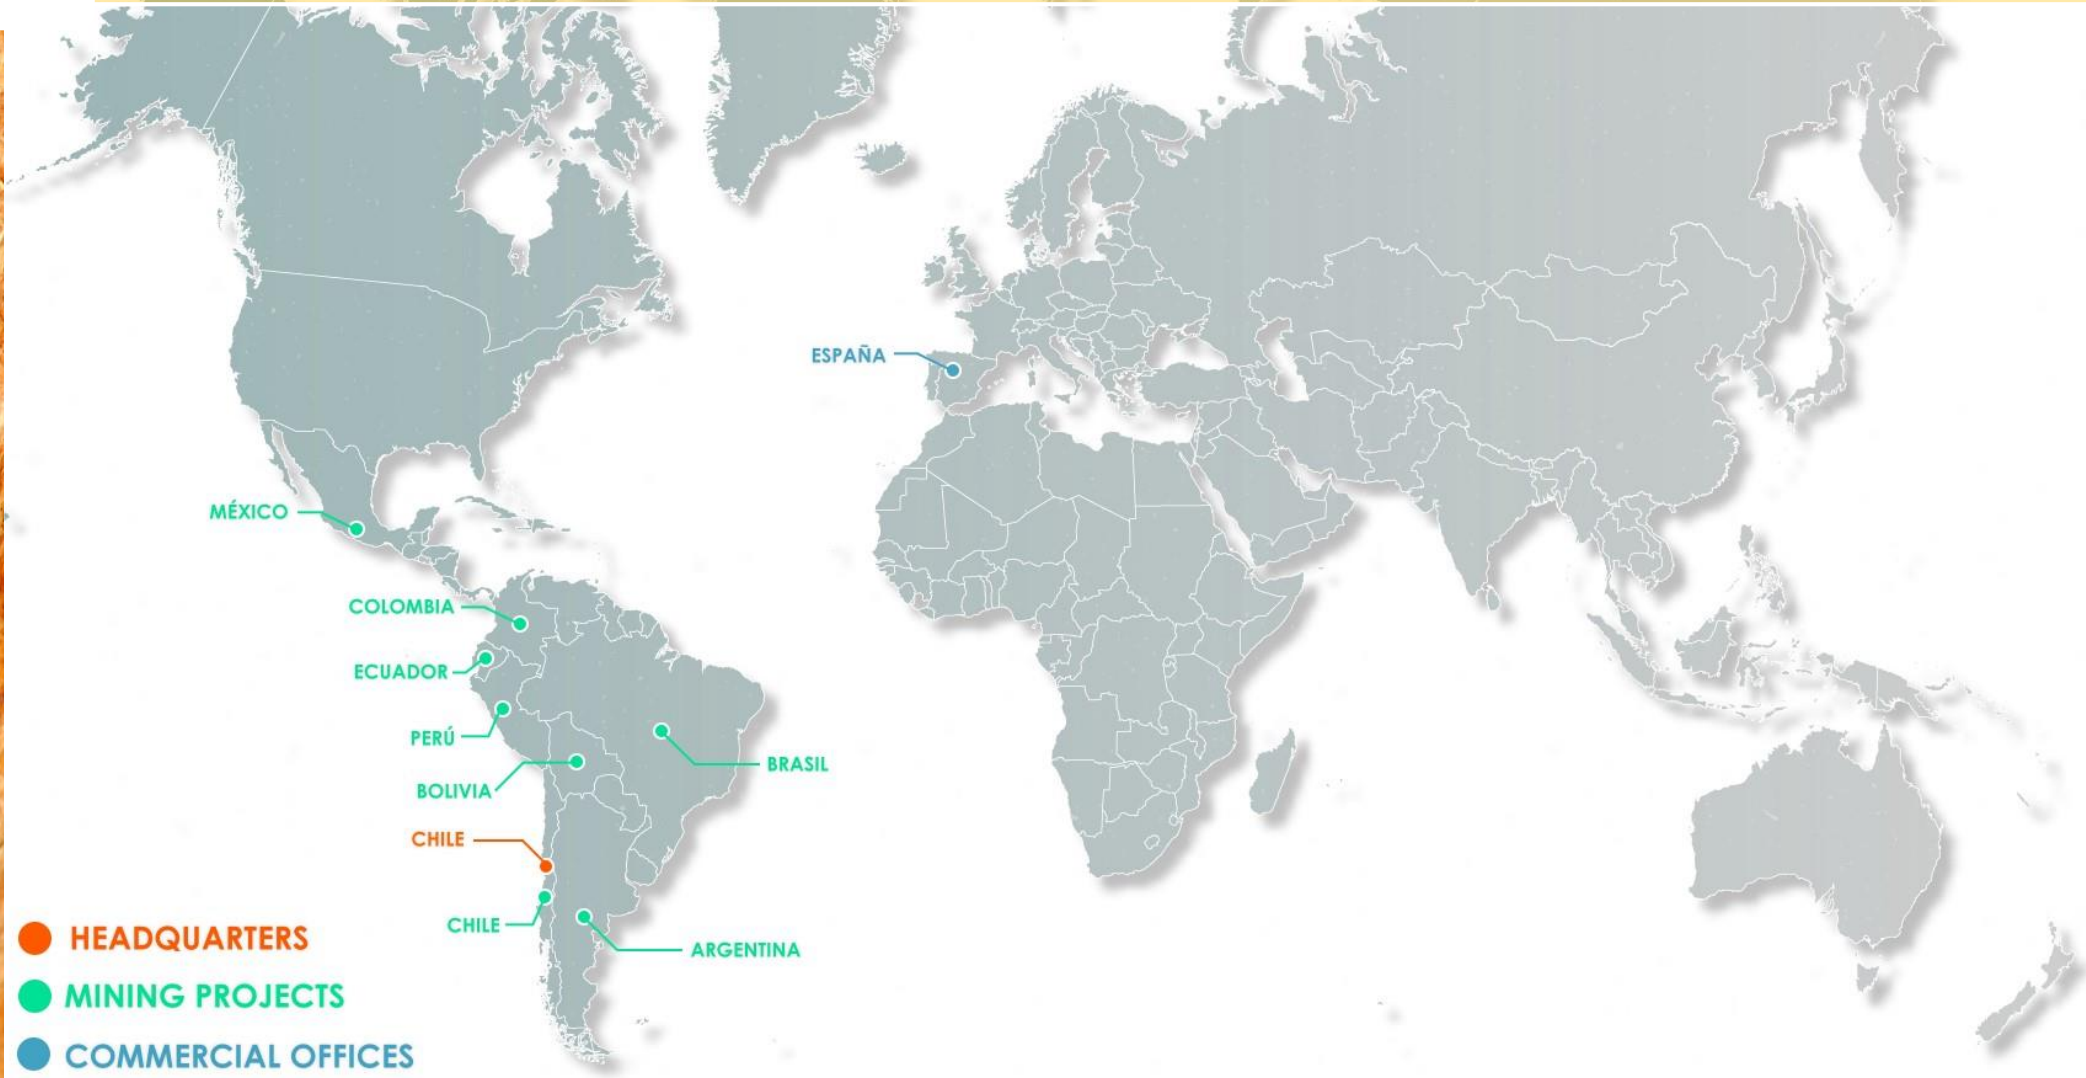 ESPAÑA
MÉXICO
COLOMBIA
ECUADOR
PERÚ
BRASIL
BOLIVIA
CHILE
CHILE
ARGENTINA
HEADQUARTERS
MINING PROJECTS
COMMERCIAL OFFICES